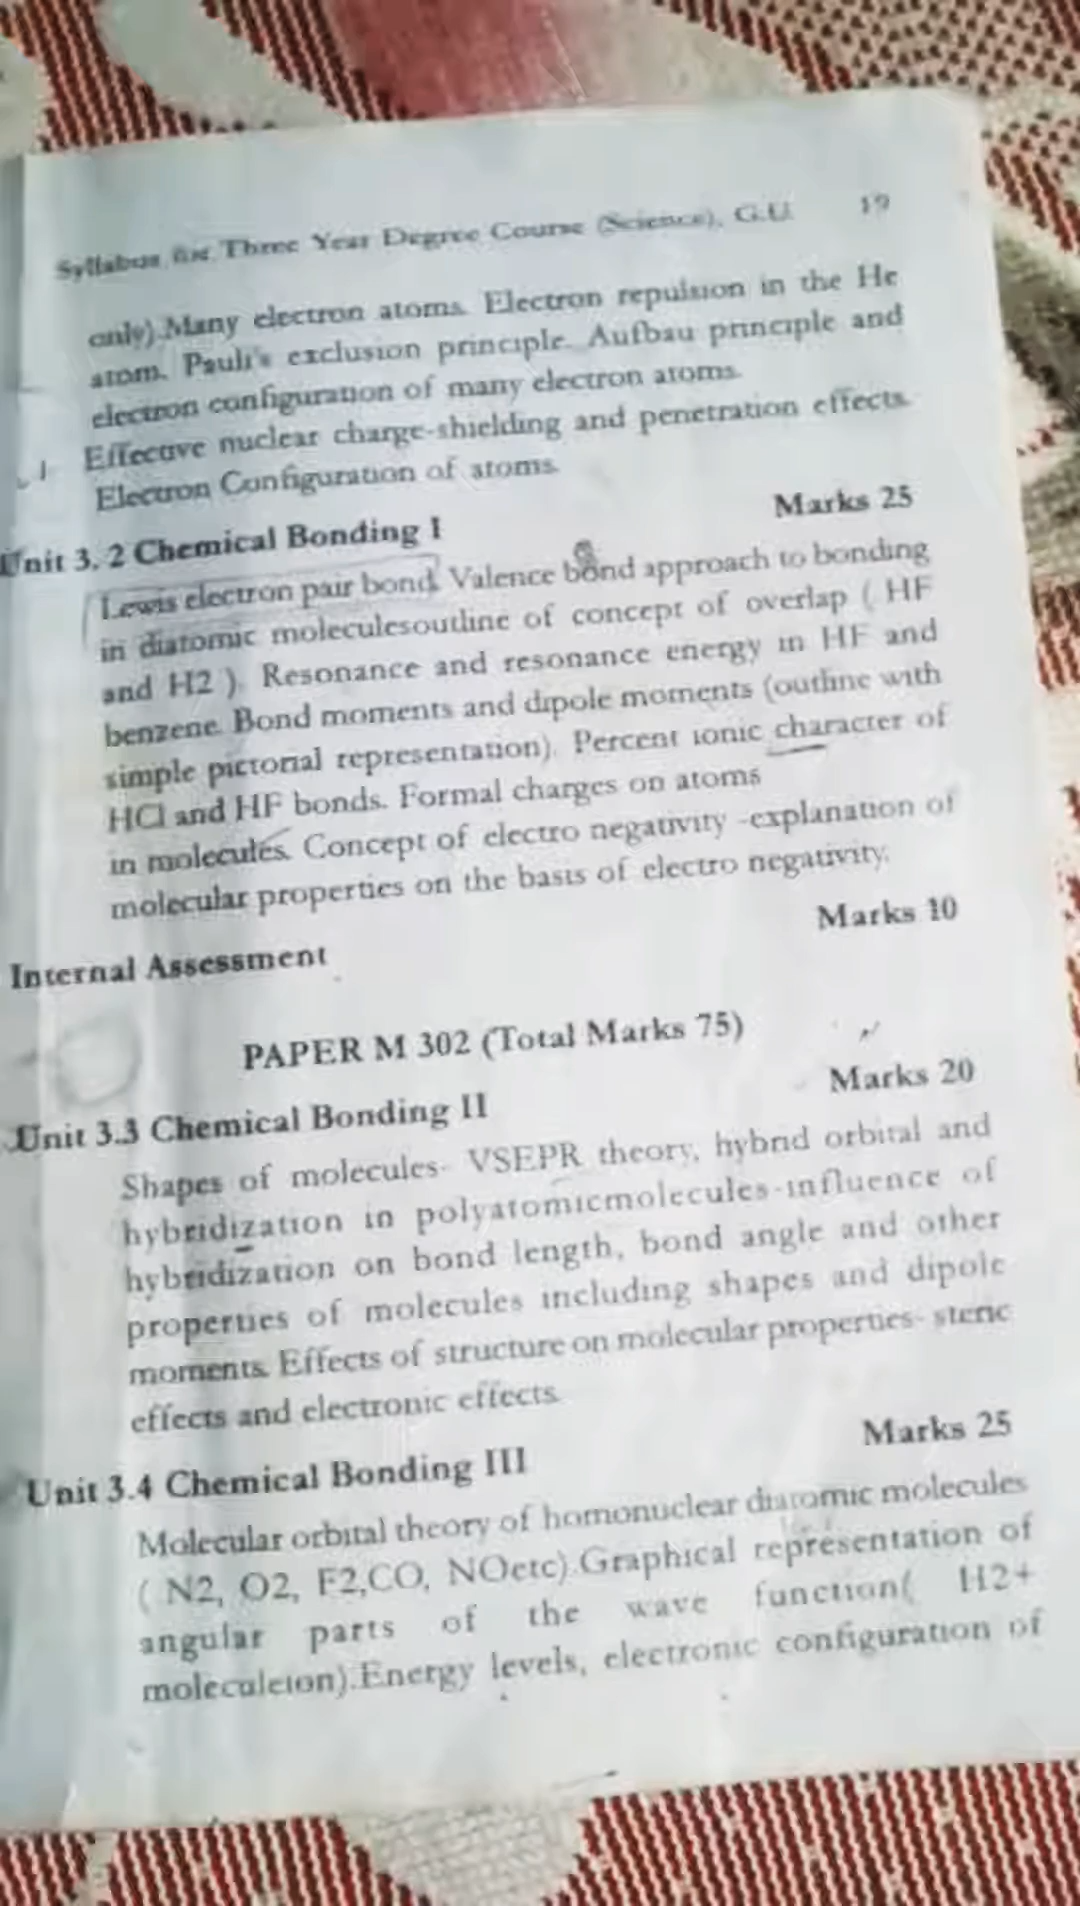 Syllabus for Three Year Degree Course (Science), G.U. 19
only).Many electron atoms. Electron repulsion in the He
atom. Pauli's exclusion principle. Aufbau principle and
electron configuration of many electron atoms.
Effective nuclear charge-shielding and penetration effects.
Electron Configuration of atoms.
Unit 3. 2 Chemical Bonding I Marks 25
Lewis electron pair bond. Valence bond approach to bonding
in diatomic moleculesoutline of concept of overlap ( HF
and H2 ). Resonance and resonance energy in HF and
benzene. Bond moments and dipole moments (outline with
simple pictorial representation). Percent ionic character of
HCl and HF bonds. Formal charges on atoms
in molecules. Concept of electro negativity -explanation of
molecular properties on the basis of electro negativity.
Internal Assessment Marks 10
PAPER M 302 (Total Marks 75)
Unit 3.3 Chemical Bonding II Marks 20
Shapes of molecules- VSEPR theory, hybrid orbital and
hybridization in polyatomicmolecules-influence of
hybridization on bond length, bond angle and other
properties of molecules including shapes and dipole
moments. Effects of structure on molecular properties- steric
effects and electronic effects.
Unit 3.4 Chemical Bonding III Marks 25
Molecular orbital theory of homonuclear diatomic molecules
( N2, O2, F2,CO, NOetc).Graphical representation of
angular parts of the wave function( H2+
moleculeion).Energy levels, electronic configuration of